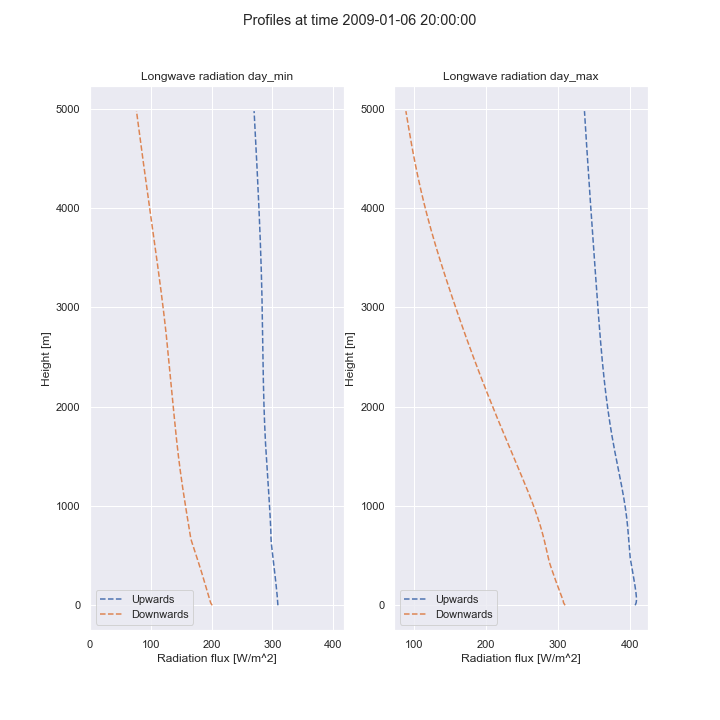 Profiles at time 2009-01-06 20:00:00
Longwave radiation day_min
5000
4000
3000
2000
1000
0
Height [m]
Upwards
Downwards
0 100 200 300 400
Radiation flux [W/m^2]
Longwave radiation day_max
5000
4000
3000
2000
1000
0
Height [m]
Upwards
Downwards
100 200 300 400
Radiation flux [W/m^2]